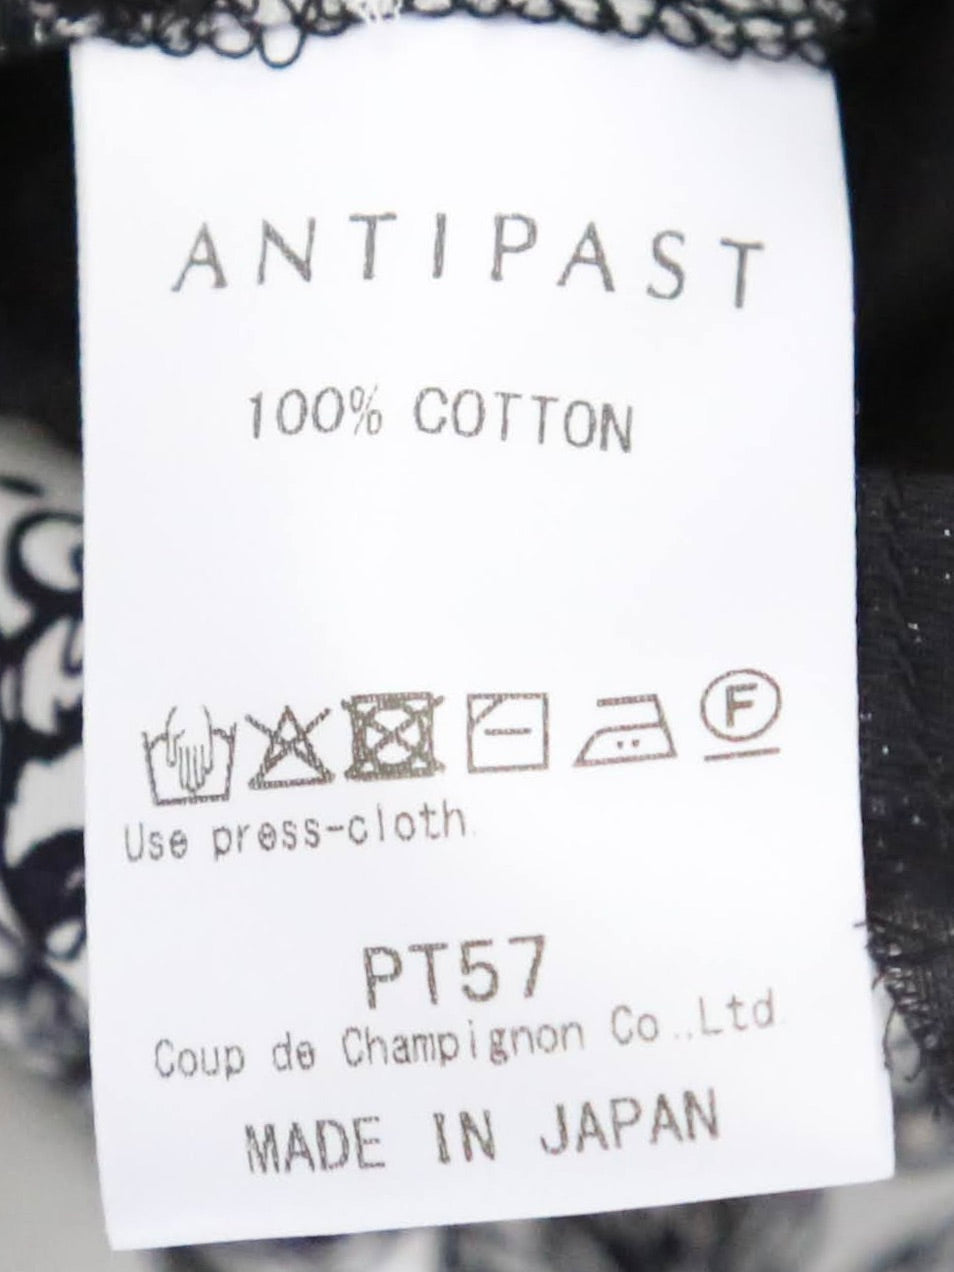 ANTIPAST
100% COTTON
F
Use press-cloth.
PT57
Coup de Champignon Co.,Ltd.
MADE IN JAPAN